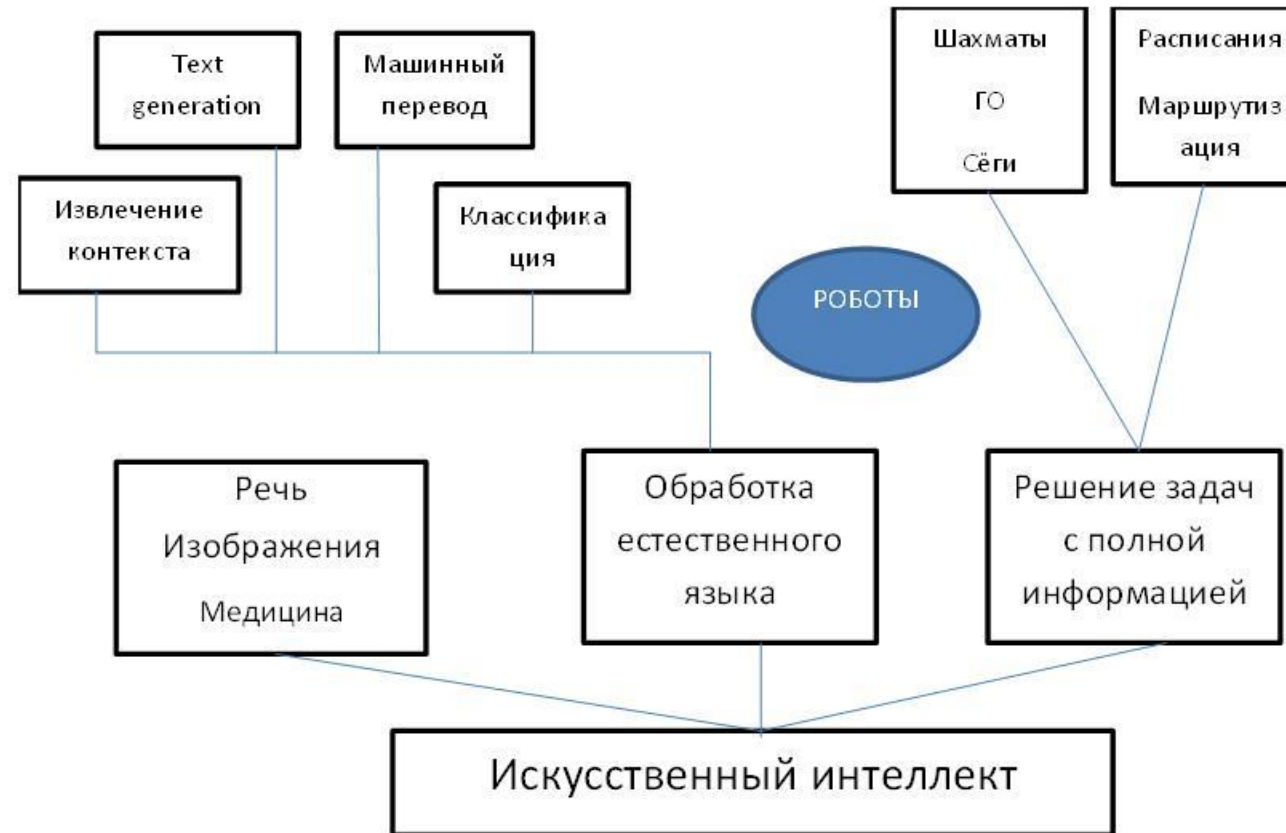 Text
generation
Машинный
перевод
Шахматы
ГО
Сёги
Расписания
Маршрутиз
ация
Извлечение
контекста
Классифика
ция
РОБОТЫ
Речь
Изображения
Медицина
Обработка
естественного
языка
Решение задач
с полной
информацией
Искусственный интеллект